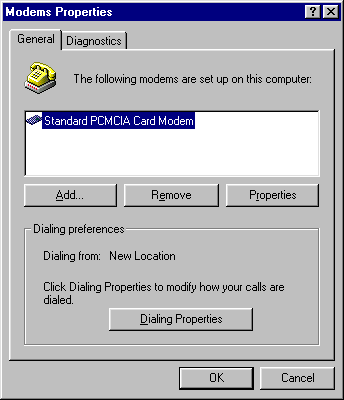 Modems Properties
General Diagnostics
The following modems are set up on this computer:
Standard PCMCIA Card Modem
Add... Remove Properties
Dialing preferences
Dialing from: New Location
Click Dialing Properties to modify how your calls are
dialed.
Dialing Properties
OK Cancel